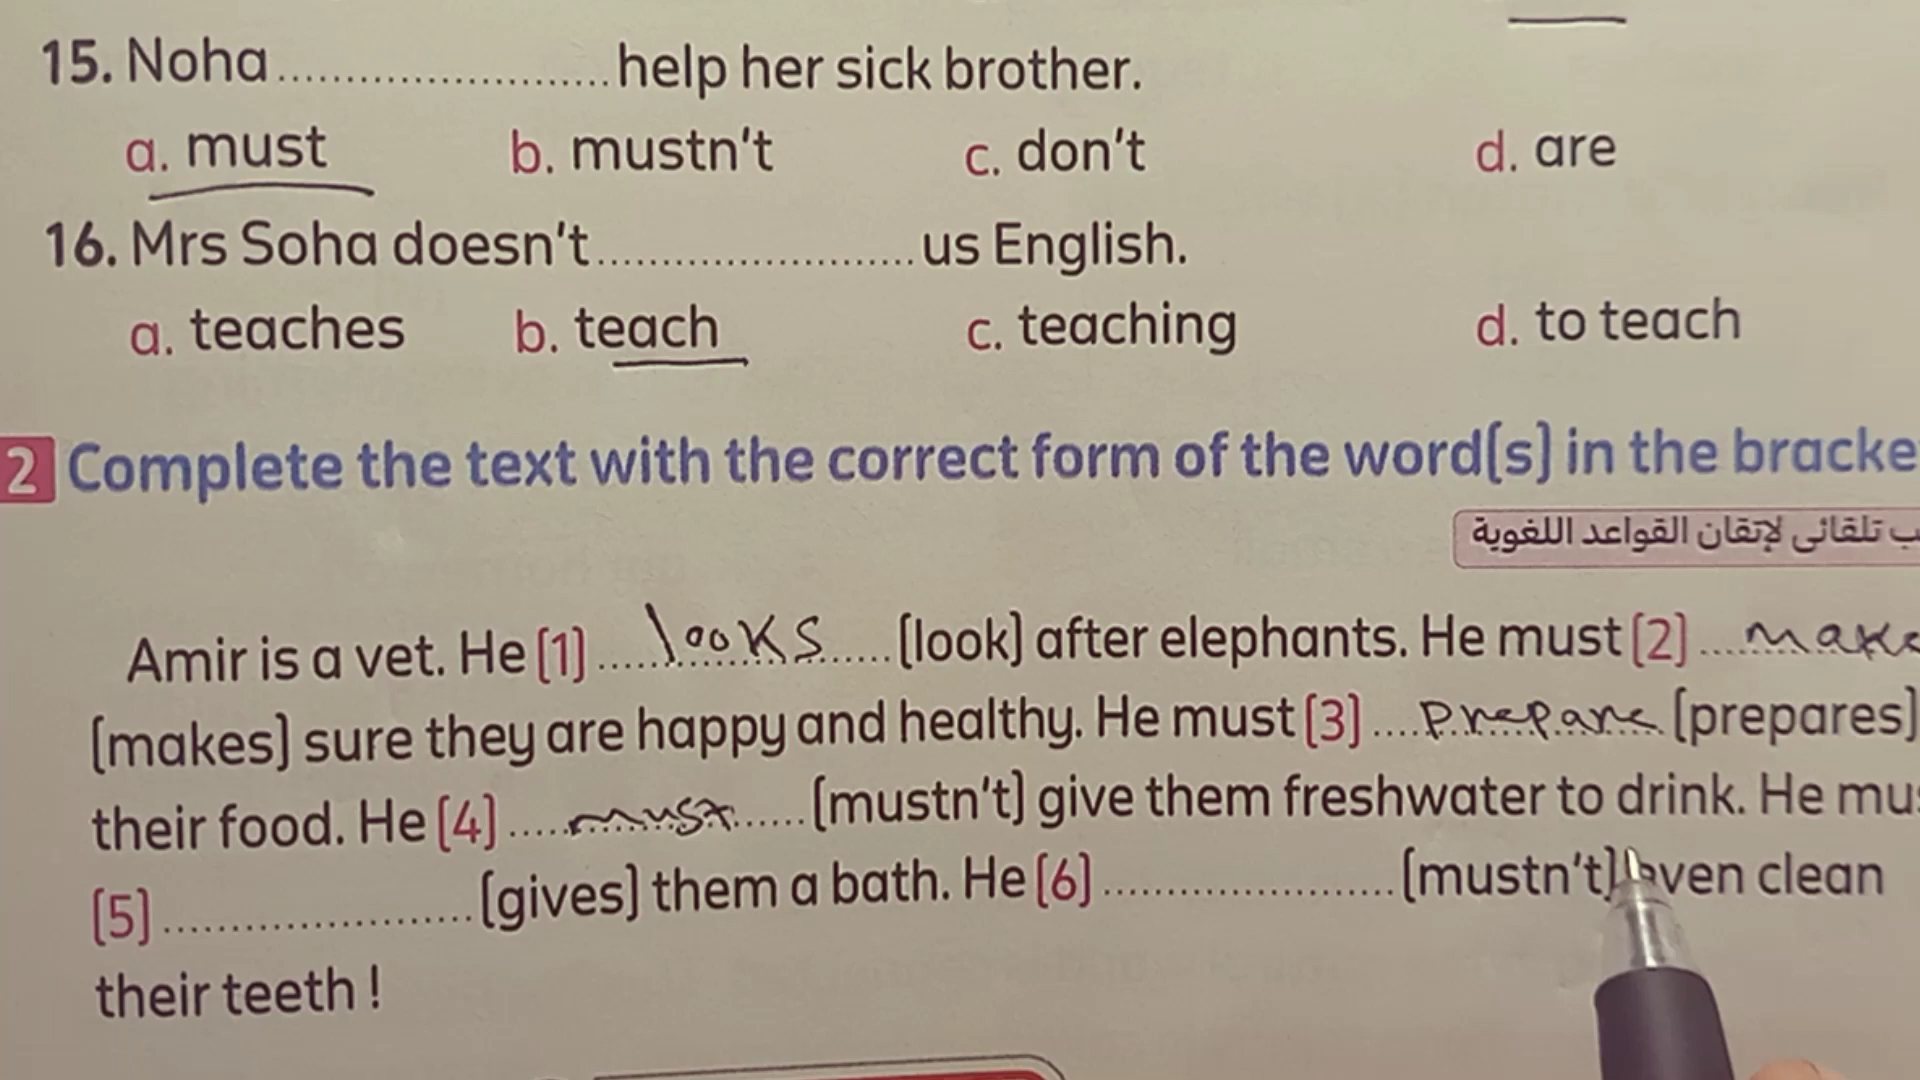 15. Noha ........................ help her sick brother.
a. must b. mustn't c. don't d. are
16. Mrs Soha doesn't ........................ us English.
a. teaches b. teach c. teaching d. to teach
2 Complete the text with the correct form of the word(s) in the
تلقائى لإتقان القواعد اللغوية
Amir is a vet. He [1] looks [look] after elephants. He must [2]
[makes] sure they are happy and healthy. He must [3] prepare [prepares]
their food. He [4] must [mustn't] give them freshwater to drink. He
[5] ........................ [gives] them a bath. He [6] ........................ [mustn't] even clean
their teeth !